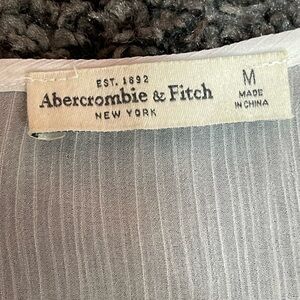 EST. 1892
Abercrombie & Fitch
NEW YORK
M
MADE
IN CHINA